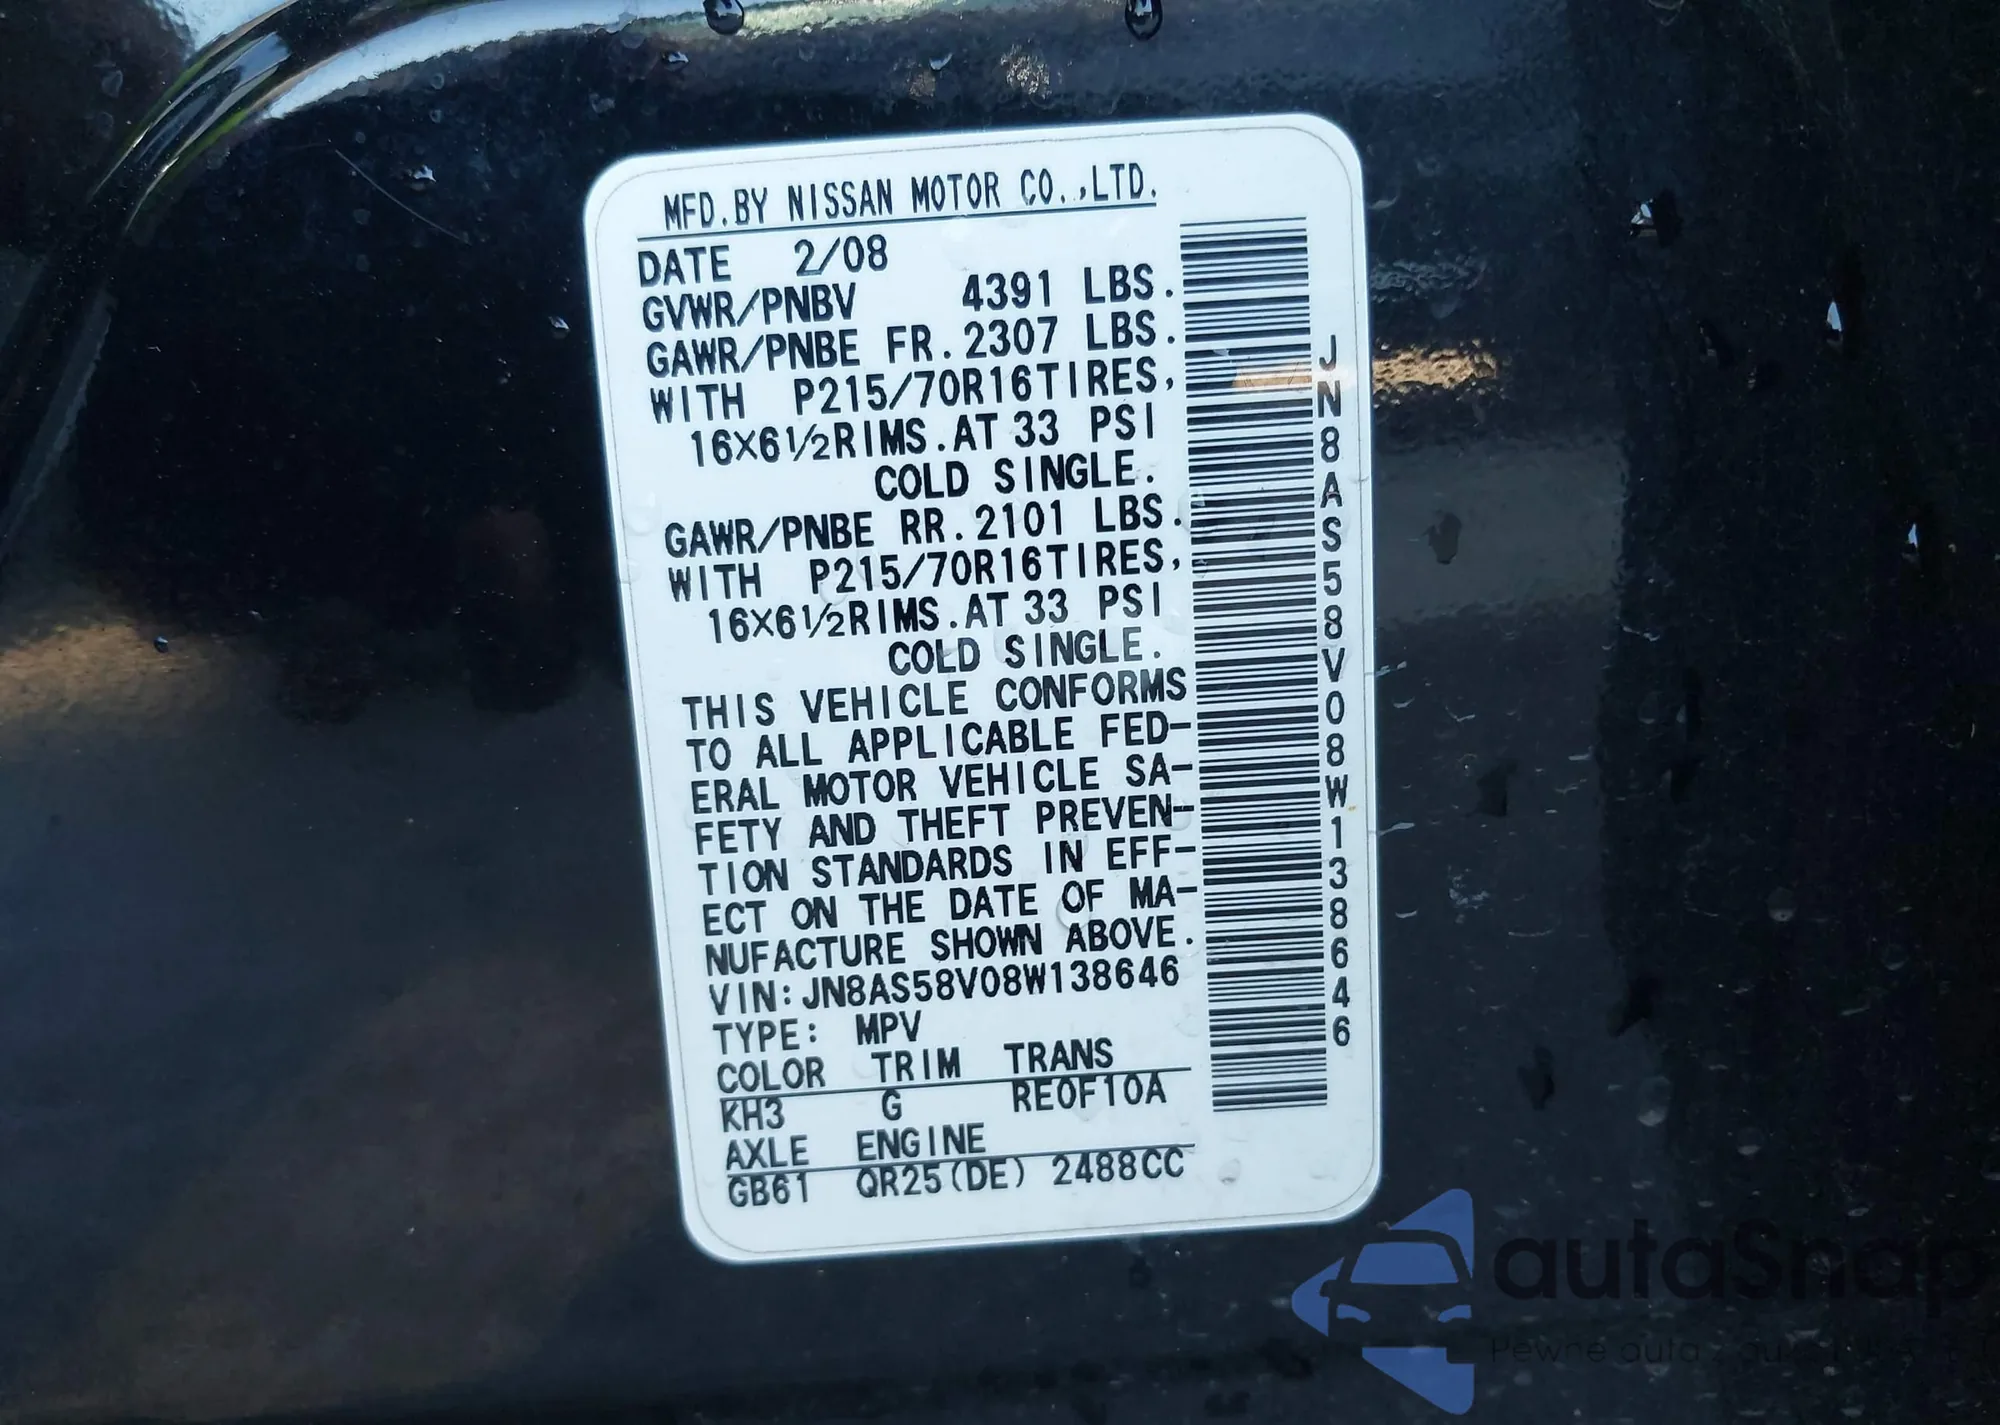 MFD.BY NISSAN MOTOR CO.,LTD.
DATE 2/08
GVWR/PNBV 4391 LBS.
GAWR/PNBE FR.2307 LBS.
WITH P215/70R16TIRES,
16X6½RIMS.AT 33 PSI
COLD SINGLE.
GAWR/PNBE RR.2101 LBS.
WITH P215/70R16TIRES,
16X6½RIMS.AT 33 PSI
COLD SINGLE.
THIS VEHICLE CONFORMS
TO ALL APPLICABLE FED-
ERAL MOTOR VEHICLE SA-
FETY AND THEFT PREVEN-
TION STANDARDS IN EFF-
ECT ON THE DATE OF MA-
NUFACTURE SHOWN ABOVE.
VIN:JN8AS58V08W138646
TYPE: MPV
COLOR TRIM TRANS
KH3 G RE0F10A
AXLE ENGINE
GB61 QR25(DE) 2488CC
JN8AS58V08W138646
autaSnap
Pewne auta z